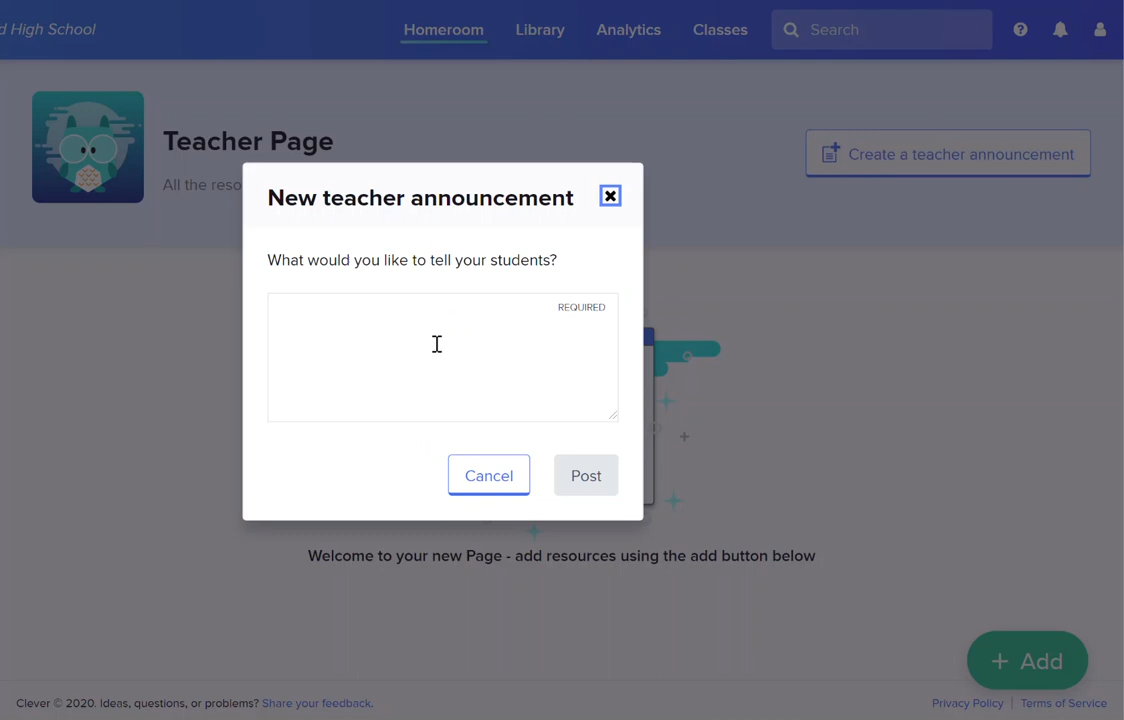 d High School
Homeroom
Library
Analytics
Classes
Search
Teacher Page
Create a teacher announcement
All the reso
New teacher announcement
What would you like to tell your students?
REQUIRED
Cancel
Post
Welcome to your new Page - add resources using the add button below
+ Add
Clever © 2020. Ideas, questions, or problems? Share your feedback.
Privacy Policy | Terms of Service